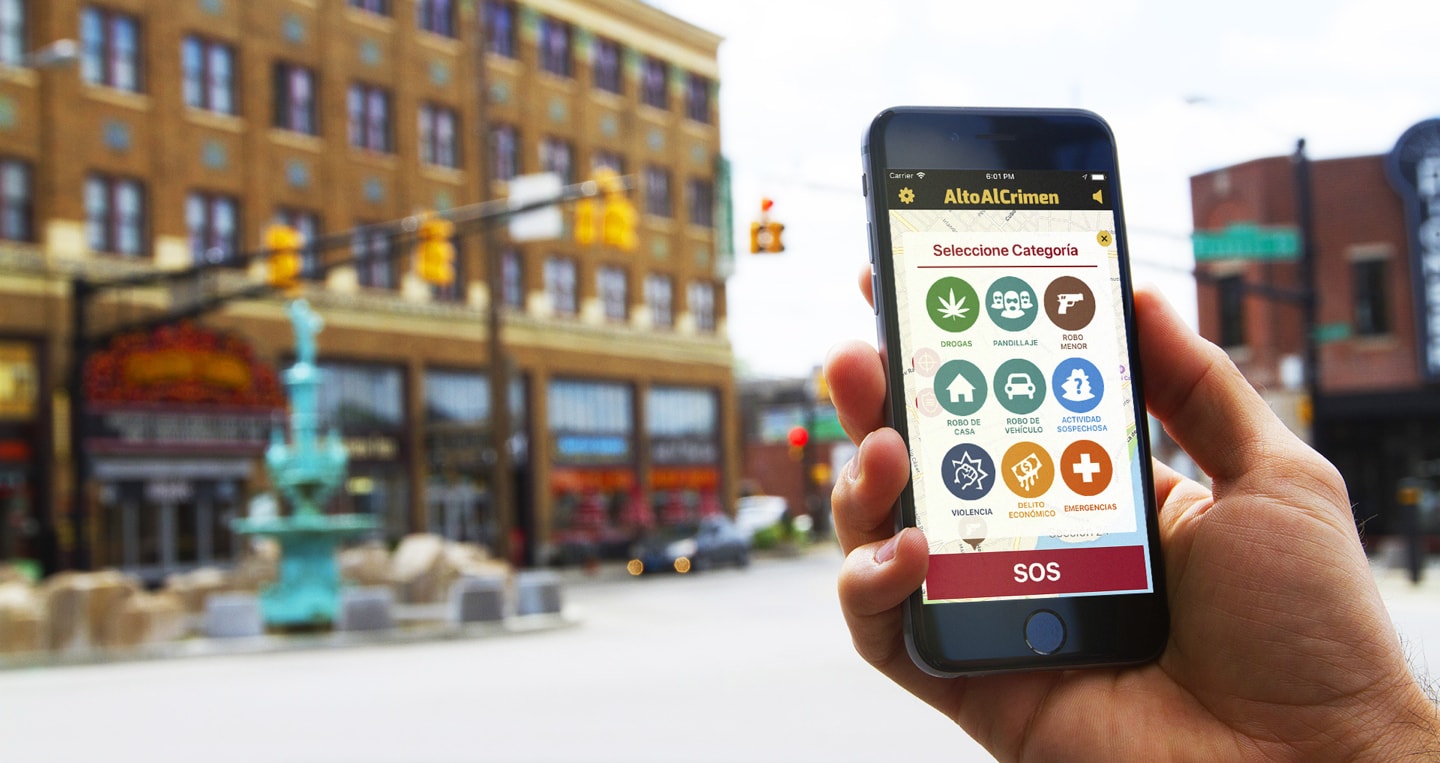 Carrier
6:01 PM
AltoAlCrimen
Seleccione Categoría
DROGAS
PANDILLAJE
ROBO
MENOR
ROBO DE
CASA
ROBO DE
VEHÍCULO
ACTIVIDAD
SOSPECHOSA
VIOLENCIA
DELITO
ECONÓMICO
EMERGENCIAS
SOS